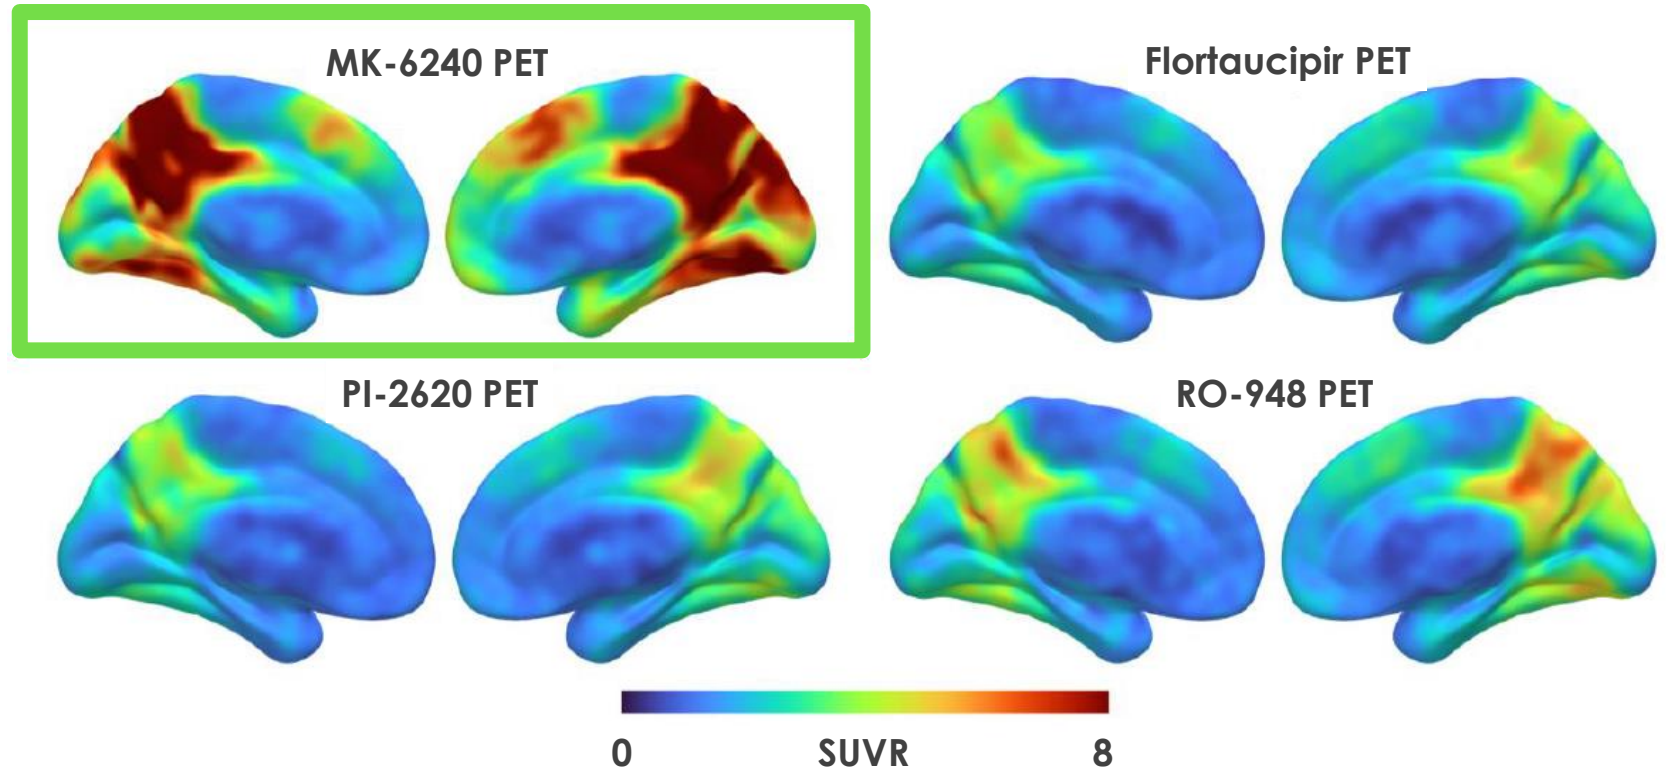 MK-6240 PET
Flortaucipir PET
PI-2620 PET
RO-948 PET
0 SUVR 8